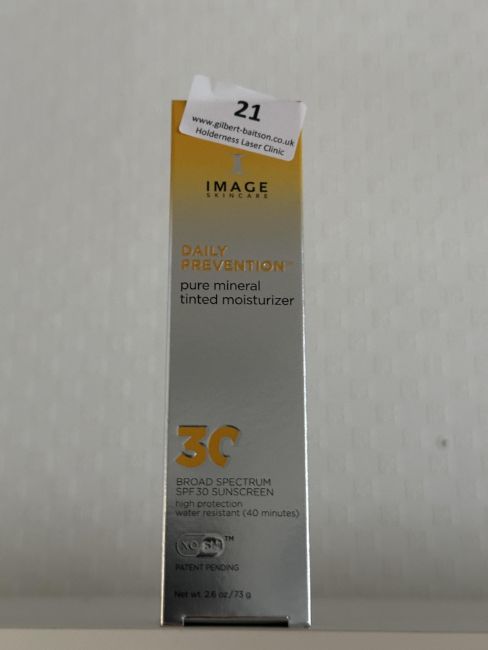 21
www.gilbert-baitson.co.uk
Holderness Laser Clinic
IMAGE
SKINCARE
DAILY
PREVENTION™
pure mineral
tinted moisturizer
30
BROAD SPECTRUM
SPF 30 SUNSCREEN
high protection
water resistant (40 minutes)
PATENT PENDING
Net wt. 2.6 oz./73 g